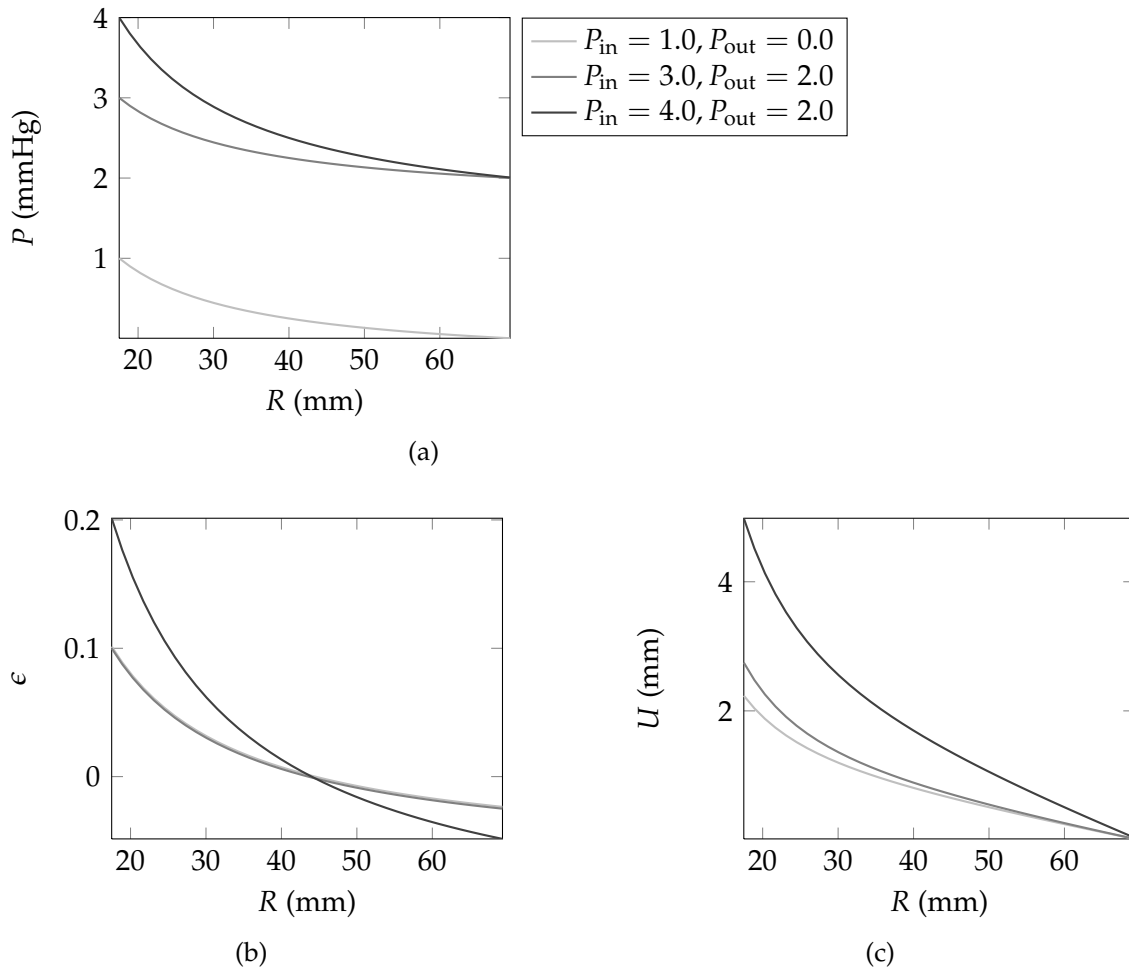 4
3
2
1
20 30 40 50 60
P (mmHg)
R (mm)
P_in = 1.0, P_out = 0.0
P_in = 3.0, P_out = 2.0
P_in = 4.0, P_out = 2.0
(a)
0.2
0.1
0
20 30 40 50 60
ϵ
R (mm)
(b)
4
2
20 30 40 50 60
U (mm)
R (mm)
(c)